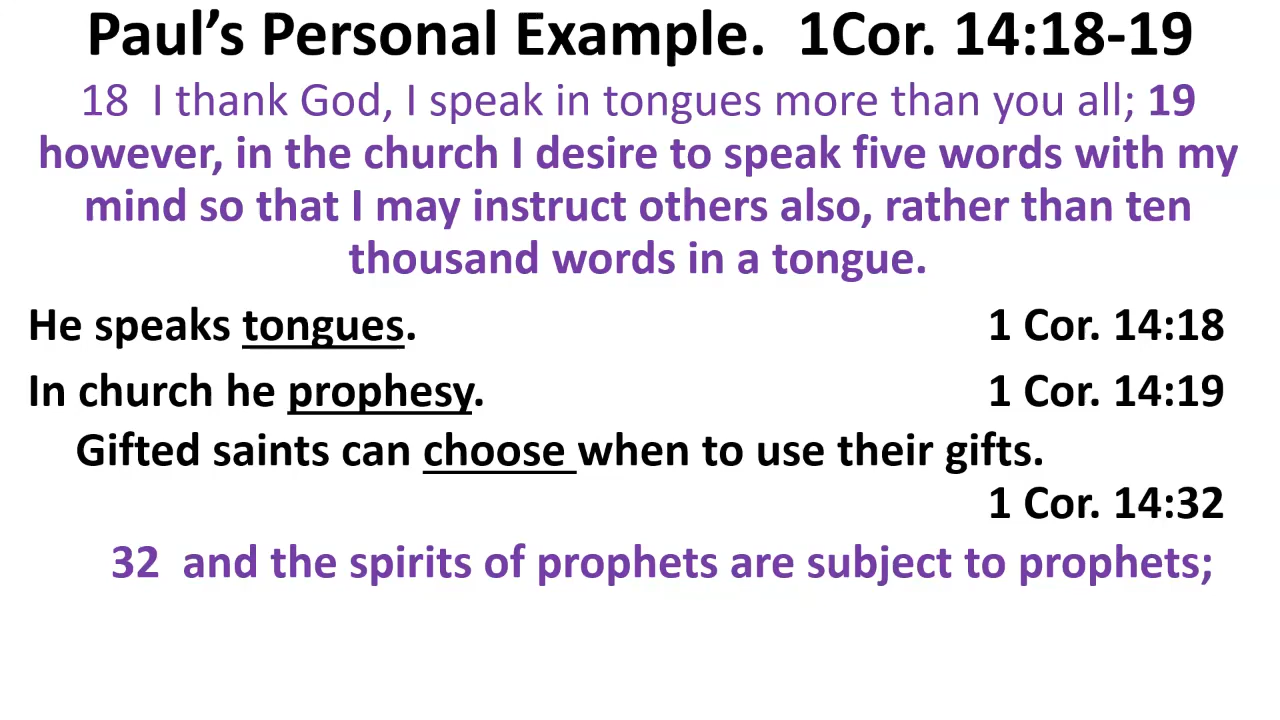 Paul’s Personal Example.  1Cor. 14:18-19
18  I thank God, I speak in tongues more than you all; 19
however, in the church I desire to speak five words with my
mind so that I may instruct others also, rather than ten
thousand words in a tongue.
He speaks tongues. 1 Cor. 14:18
In church he prophesy. 1 Cor. 14:19
Gifted saints can choose when to use their gifts.
1 Cor. 14:32
32  and the spirits of prophets are subject to prophets;